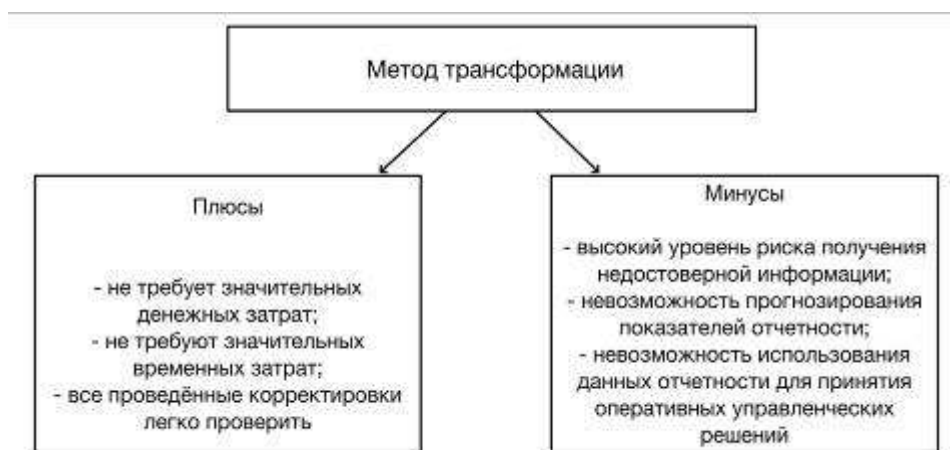 Метод трансформации
Плюсы
- не требует значительных
денежных затрат;
- не требуют значительных
временных затрат;
- все проведённые корректировки
легко проверить
Минусы
- высокий уровень риска получения
недостоверной информации;
- невозможность прогнозирования
показателей отчетности;
- невозможность использования
данных отчетности для принятия
оперативных управленческих
решений